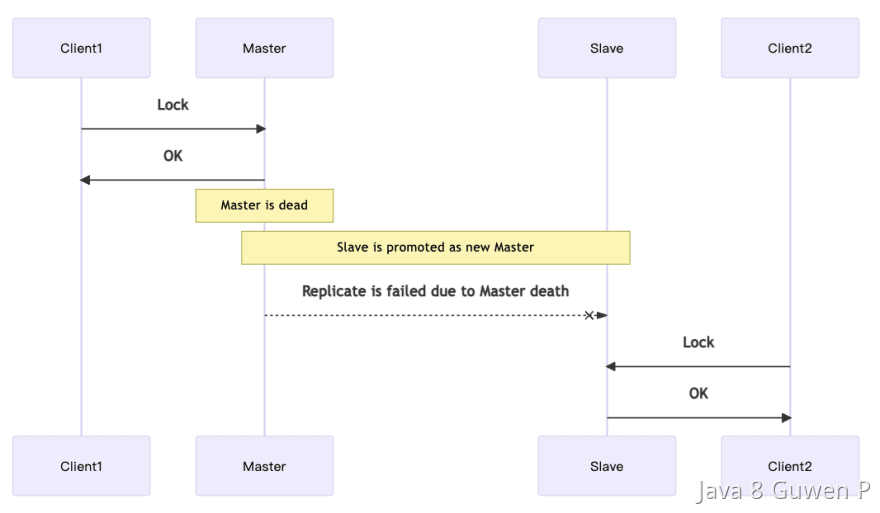 Client1
Master
Slave
Client2
Lock
OK
Master is dead
Slave is promoted as new Master
Replicate is failed due to Master death
Lock
OK
Client1
Master
Slave
Client2
Java 8 Guwen P